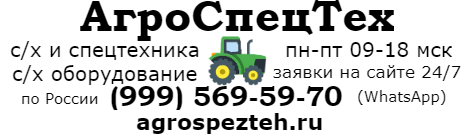 АгроСпецТех
с/х и спецтехника пн-пт 09-18 мск
с/х оборудование заявки на сайте 24/7
по России (999) 569-59-70 (WhatsApp)
agrospezteh.ru